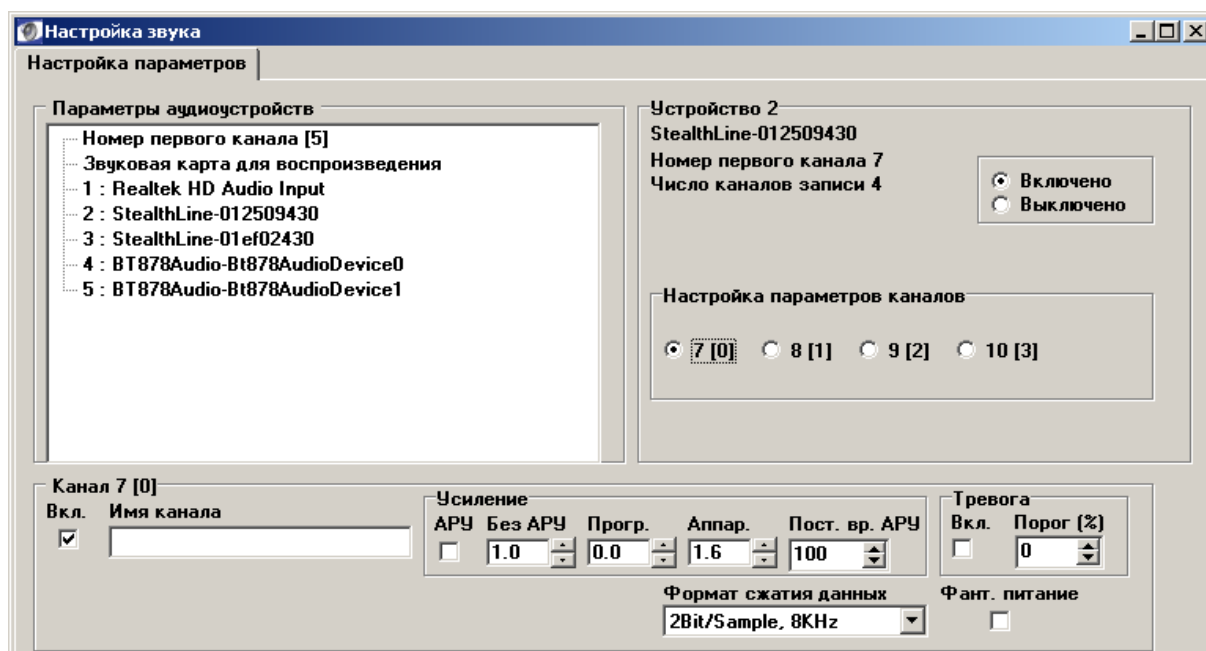 Настройка звука
Настройка параметров
Параметры аудиоустройств
Номер первого канала [5]
Звуковая карта для воспроизведения
1 : Realtek HD Audio Input
2 : StealthLine-012509430
3 : StealthLine-01ef02430
4 : BT878Audio-Bt878AudioDevice0
5 : BT878Audio-Bt878AudioDevice1
Устройство 2
StealthLine-012509430
Номер первого канала 7
Число каналов записи 4
Включено
Выключено
Настройка параметров каналов
7 [0] 8 [1] 9 [2] 10 [3]
Канал 7 [0]
Вкл. Имя канала
Усиление
АРУ Без АРУ Прогр. Аппар. Пост. вр. АРУ
1.0 0.0 1.6 100
Тревога
Вкл. Порог (%)
0
Формат сжатия данных
2Bit/Sample, 8KHz
Фант. питание